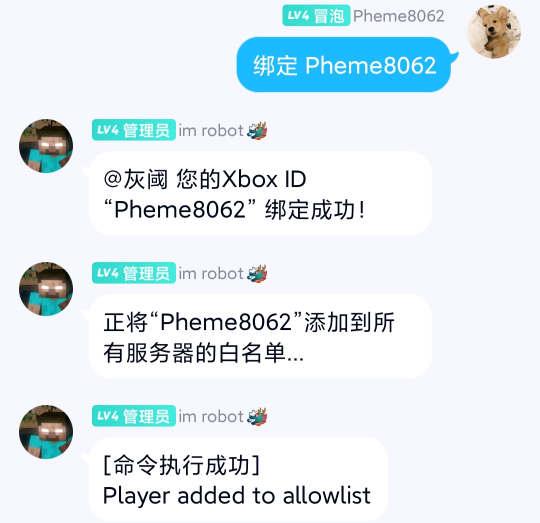 LV4 冒泡 Pheme8062
绑定 Pheme8062
LV4 管理员 im robot
@灰阈 您的Xbox ID
“Pheme8062” 绑定成功！
LV4 管理员 im robot
正将“Pheme8062”添加到所
有服务器的白名单...
LV4 管理员 im robot
[命令执行成功]
Player added to allowlist